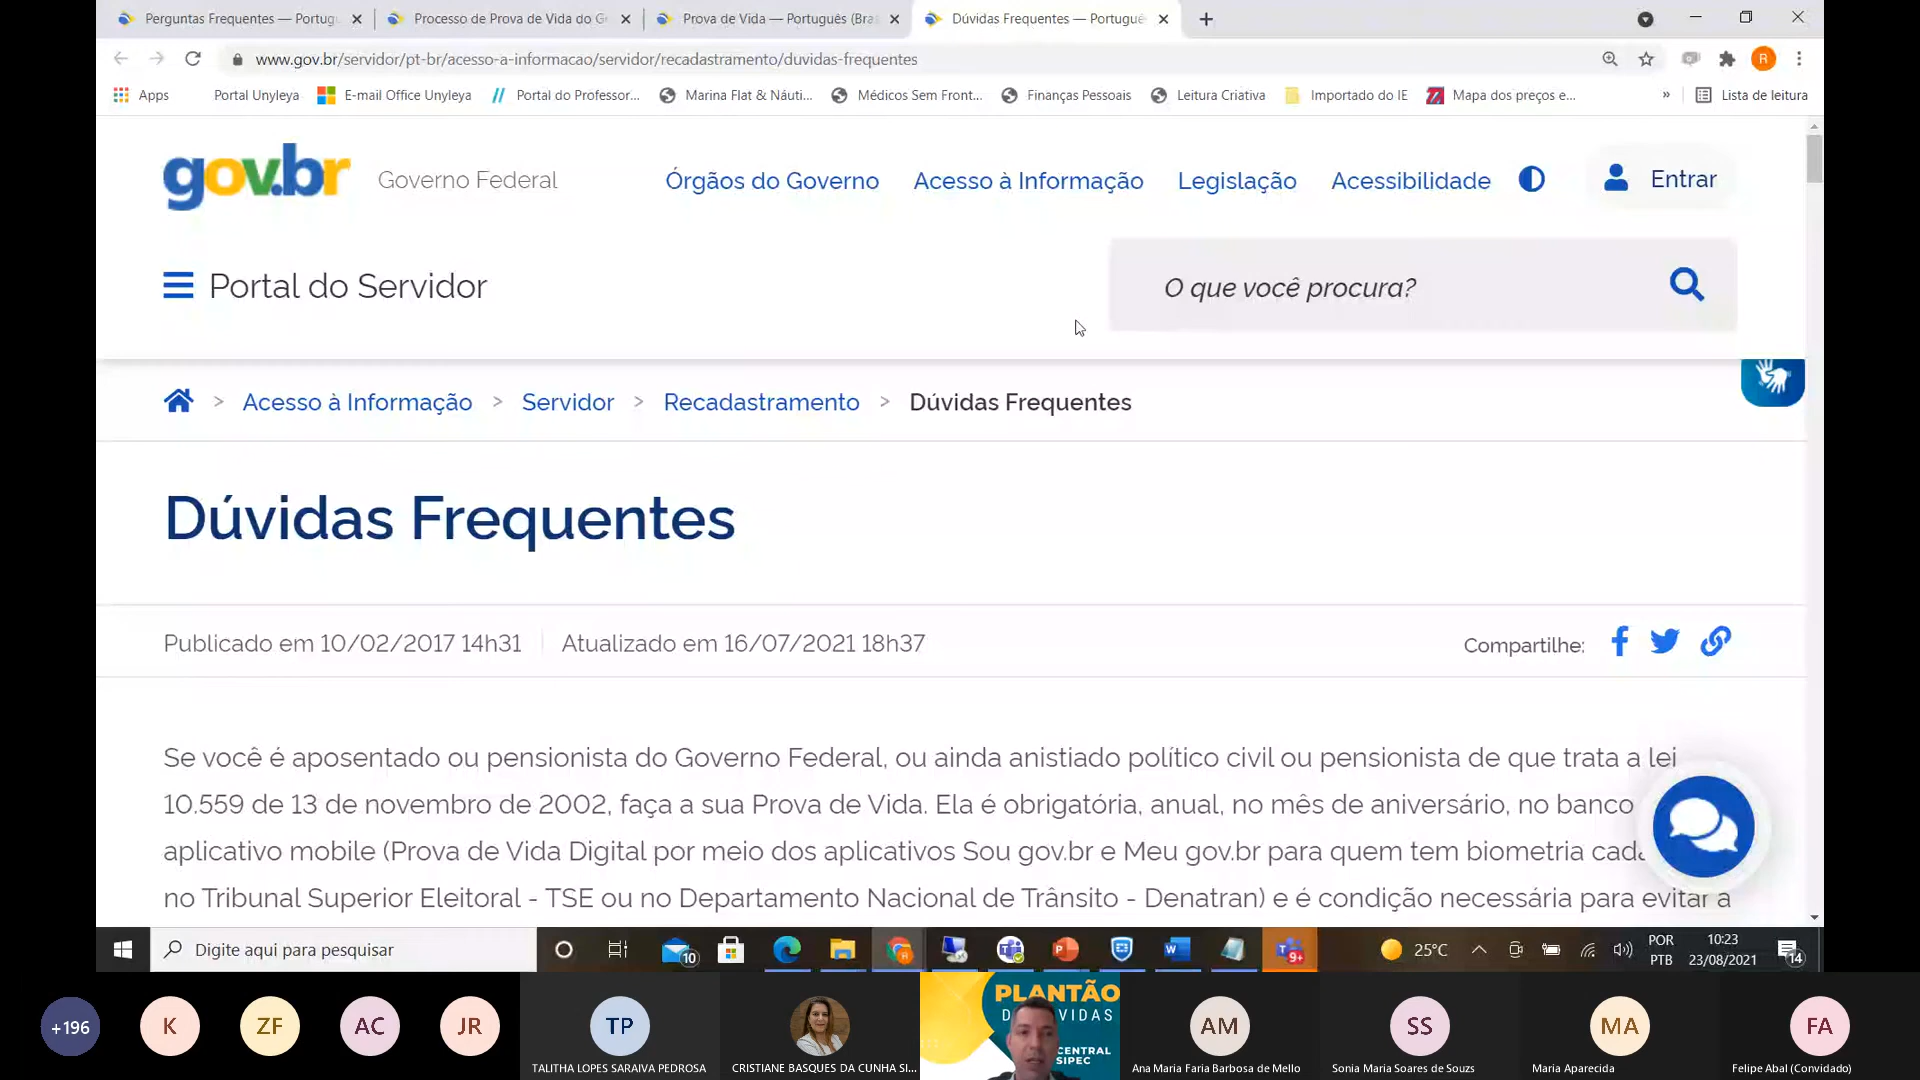 Perguntas Frequentes — Portugu
Processo de Prova de Vida do G
Prova de Vida — Português (Bra
Dúvidas Frequentes — Portuguê
www.gov.br/servidor/pt-br/acesso-a-informacao/servidor/recadastramento/duvidas-frequentes
R
Apps
Portal Unyleya
E-mail Office Unyleya
Portal do Professor...
Marina Flat & Náuti...
Médicos Sem Front...
Finanças Pessoais
Leitura Criativa
Importado do IE
Mapa dos preços e...
»
Lista de leitura
gov.br
Governo Federal
Órgãos do Governo
Acesso à Informação
Legislação
Acessibilidade
Entrar
Portal do Servidor
O que você procura?
> Acesso à Informação > Servidor > Recadastramento > Dúvidas Frequentes
Dúvidas Frequentes
Publicado em 10/02/2017 14h31
Atualizado em 16/07/2021 18h37
Compartilhe:
Se você é aposentado ou pensionista do Governo Federal, ou ainda anistiado político civil ou pensionista de que trata a lei
10.559 de 13 de novembro de 2002, faça a sua Prova de Vida. Ela é obrigatória, anual, no mês de aniversário, no banco
aplicativo mobile (Prova de Vida Digital por meio dos aplicativos Sou gov.br e Meu gov.br para quem tem biometria cada
no Tribunal Superior Eleitoral - TSE ou no Departamento Nacional de Trânsito - Denatran) e é condição necessária para evitar a
Digite aqui para pesquisar
10
9+
25°C
POR
PTB
10:23
23/08/2021
14
+196
K
ZF
AC
JR
TP
TALITHA LOPES SARAIVA PEDROSA
CRISTIANE BASQUES DA CUNHA SI...
PLANTÃO
VIDAS
CENTRAL
SIPEC
AM
Ana Maria Faria Barbosa de Mello
SS
Sonia Maria Soares de Souzs
MA
Maria Aparecida
FA
Felipe Abal (Convidado)